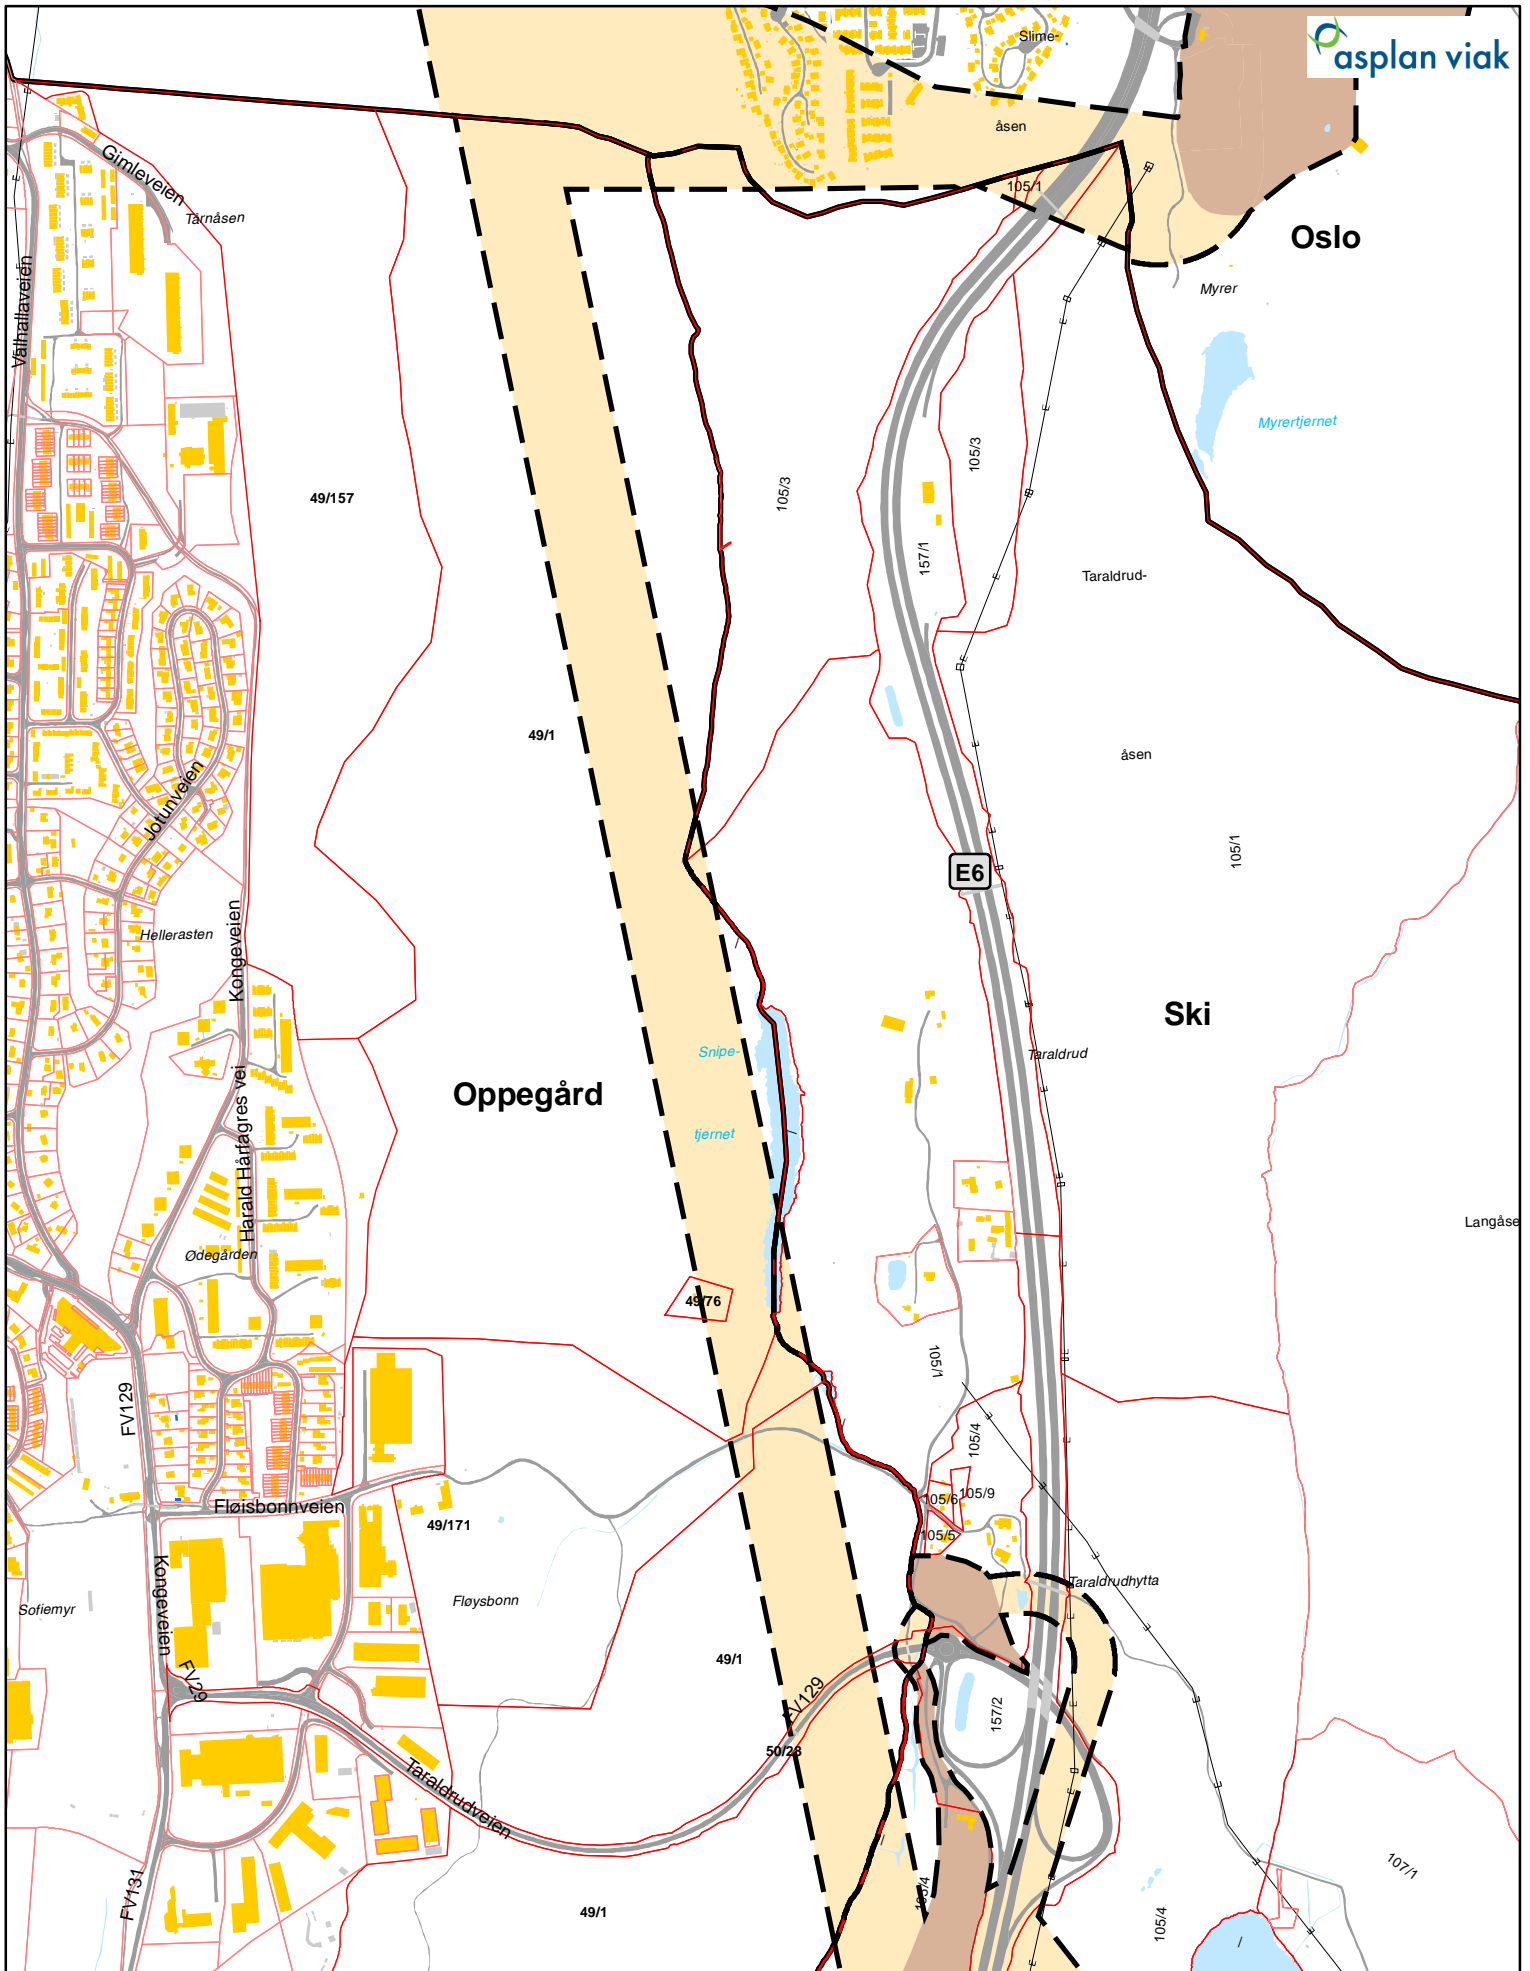 Slime-
asplan viak
åsen
Gimleveien
105/1
Tårnåsen
Oslo
Valhallaveien
Myrer
Myrertjernet
105/3
105/3
49/157
157/1
Taraldrud-
49/1
åsen
Jotunveien
105/1
E6
Hellerasten
Kongeveien
Ski
Snipe-
Taraldrud
Oppegård
Harald Hårfagres vei
tjernet
Langåse
Ødegården
49/76
105/1
FV129
105/4
105/9
105/6
Fløisbonnveien
49/171
105/5
Taraldrudhytta
Kongeveien
Fløysbonn
Sofiemyr
49/1
FV29
FV129
157/2
50/23
Taraldrudveien
107/1
FV131
193/4
49/1
105/4